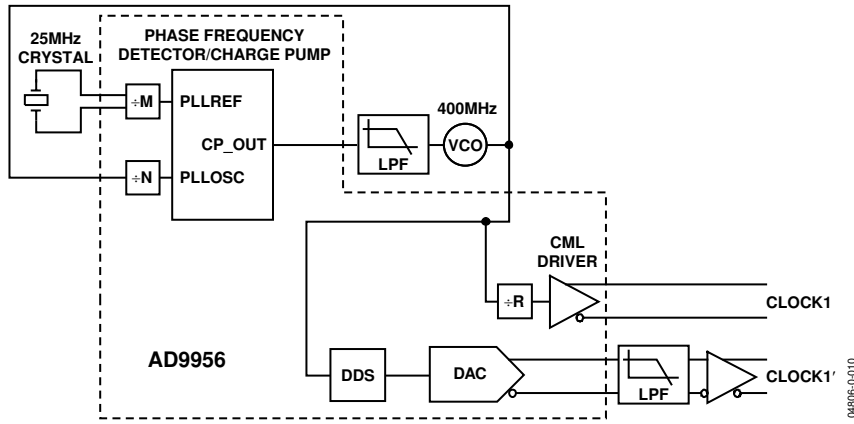 25MHz
CRYSTAL
PHASE FREQUENCY
DETECTOR/CHARGE PUMP
÷M
PLLREF
CP_OUT
÷N
PLLOSC
400MHz
LPF
VCO
CML
DRIVER
÷R
CLOCK1
AD9956
DDS
DAC
LPF
CLOCK1′
04806-0-010